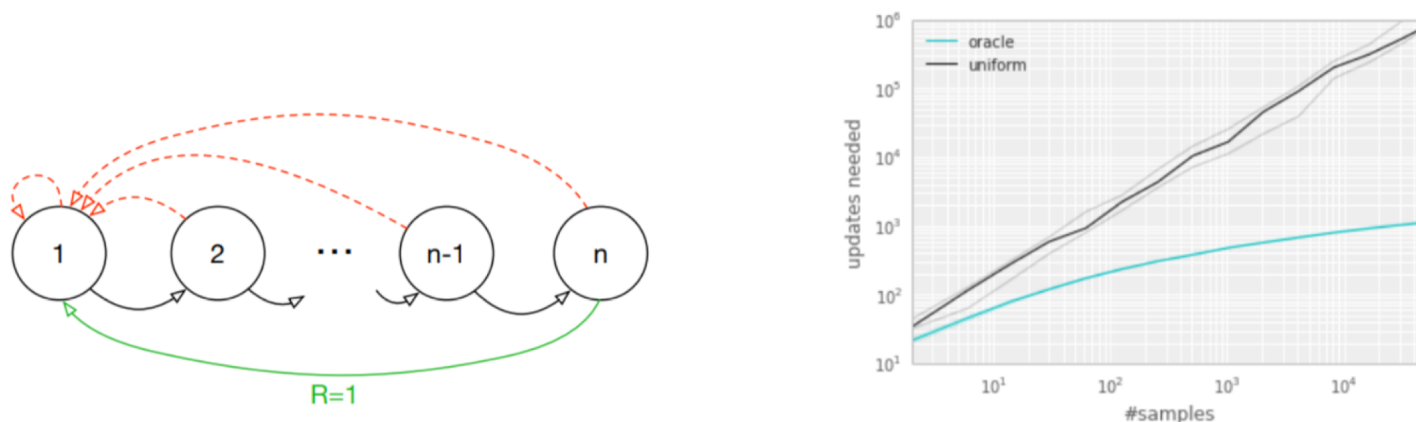 1
2
...
n-1
n
R=1
oracle
uniform
updates needed
10⁶
10⁵
10⁴
10³
10²
10¹
10¹
10²
10³
10⁴
#samples